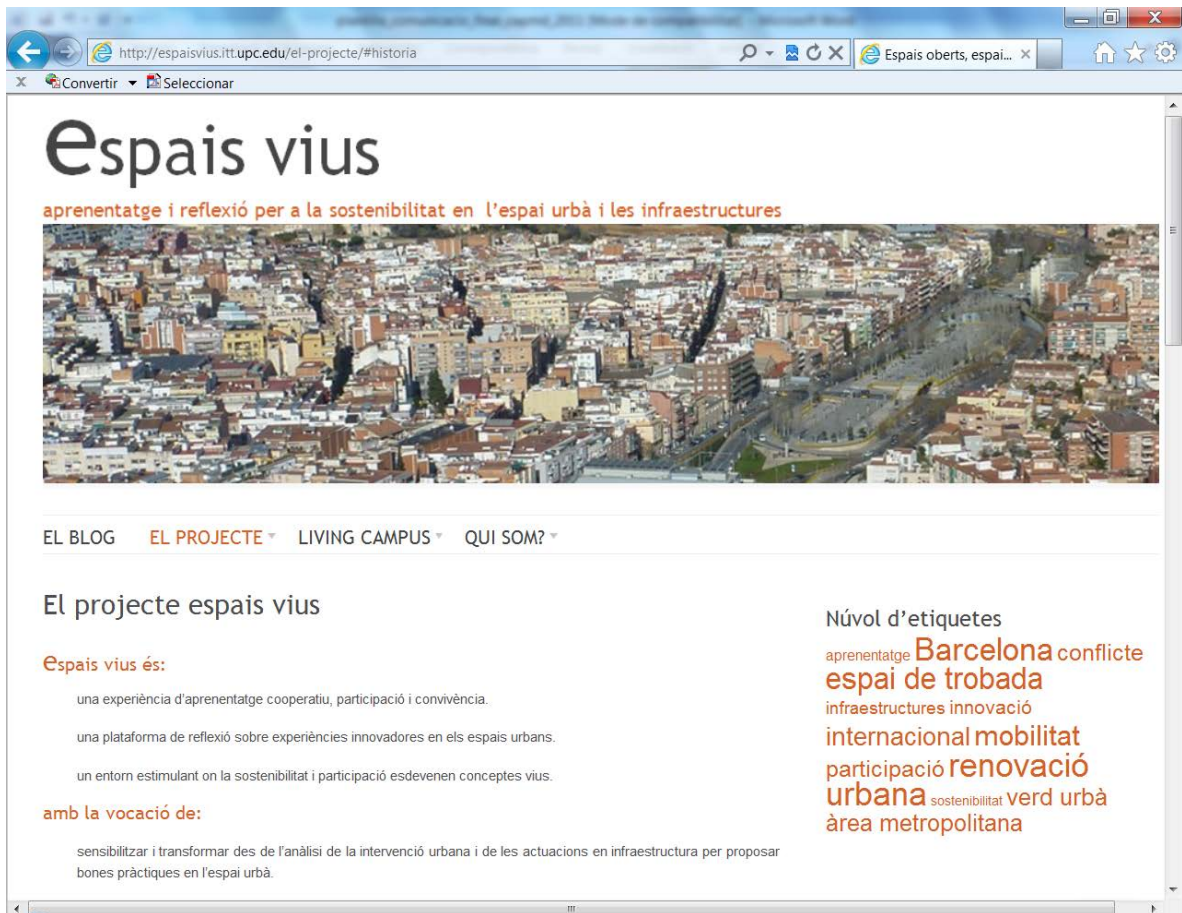 http://espaisvius.itt.upc.edu/el-projecte/#historia
Espais oberts, espai...
x Convertir Seleccionar
espais vius
aprenentatge i reflexió per a la sostenibilitat en l'espai urbà i les infraestructures
EL BLOG EL PROJECTE LIVING CAMPUS QUI SOM?
El projecte espais vius
espais vius és:
una experiència d'aprenentatge cooperatiu, participació i convivència.
una plataforma de reflexió sobre experiències innovadores en els espais urbans.
un entorn estimulant on la sostenibilitat i participació esdevenen conceptes vius.
amb la vocació de:
sensibilitzar i transformar des de l'anàlisi de la intervenció urbana i de les actuacions en infraestructura per proposar
bones pràctiques en l'espai urbà.
Núvol d'etiquetes
aprenentatge Barcelona conflicte
espai de trobada
infraestructures innovació
internacional mobilitat
participació renovació
urbana sostenibilitat verd urbà
àrea metropolitana